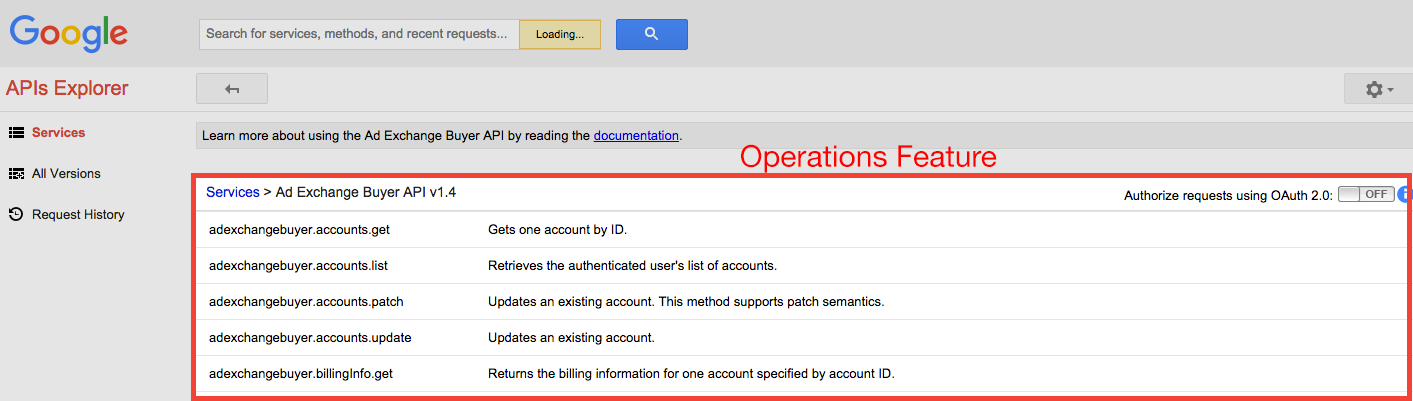 Google
Search for services, methods, and recent requests... Loading...
APIs Explorer
Services
All Versions
Request History
Learn more about using the Ad Exchange Buyer API by reading the documentation.
Operations Feature
Services > Ad Exchange Buyer API v1.4
Authorize requests using OAuth 2.0: OFF i
adexchangebuyer.accounts.get Gets one account by ID.
adexchangebuyer.accounts.list Retrieves the authenticated user's list of accounts.
adexchangebuyer.accounts.patch Updates an existing account. This method supports patch semantics.
adexchangebuyer.accounts.update Updates an existing account.
adexchangebuyer.billingInfo.get Returns the billing information for one account specified by account ID.